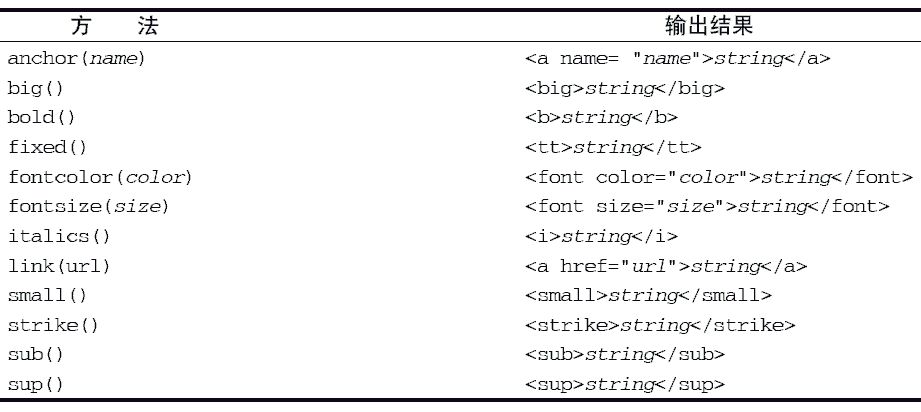 方 法 输出结果
anchor(name) <a name= "name">string</a>
big() <big>string</big>
bold() <b>string</b>
fixed() <tt>string</tt>
fontcolor(color) <font color="color">string</font>
fontsize(size) <font size="size">string</font>
italics() <i>string</i>
link(url) <a href="url">string</a>
small() <small>string</small>
strike() <strike>string</strike>
sub() <sub>string</sub>
sup() <sup>string</sup>